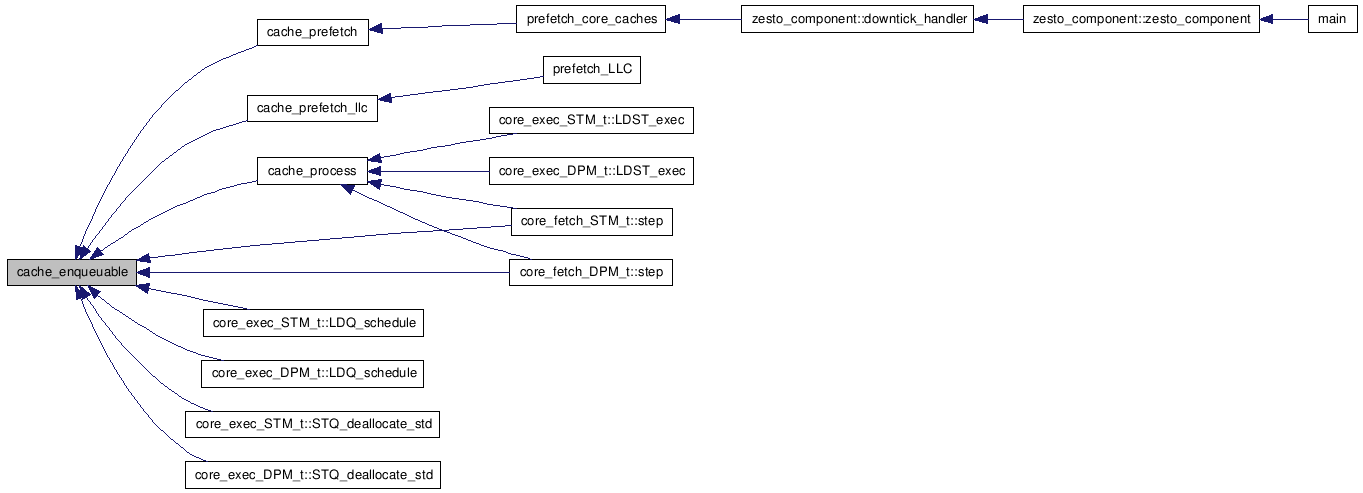 cache_prefetch
prefetch_core_caches
zesto_component::downtick_handler
zesto_component::zesto_component
main
prefetch_LLC
cache_prefetch_llc
core_exec_STM_t::LDST_exec
cache_process
core_exec_DPM_t::LDST_exec
core_fetch_STM_t::step
cache_enqueuable
core_fetch_DPM_t::step
core_exec_STM_t::LDQ_schedule
core_exec_DPM_t::LDQ_schedule
core_exec_STM_t::STQ_deallocate_std
core_exec_DPM_t::STQ_deallocate_std